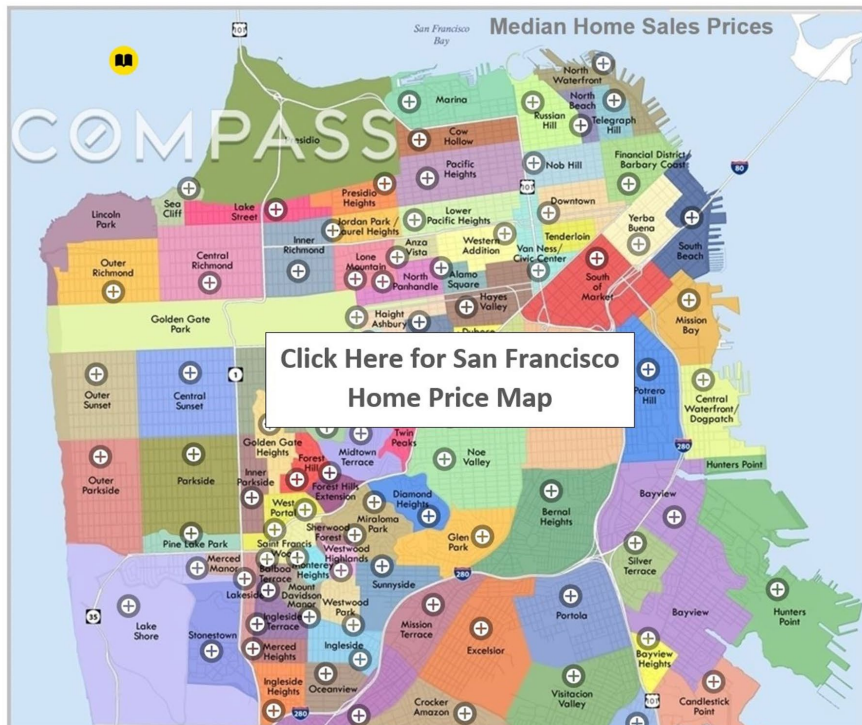 San Francisco
Bay
Median Home Sales Prices
101
COMPASS
Presidio
Marina
Cow
Hollow
Pacific
Heights
Russian
Hill
North
Waterfront
North
Beach
Telegraph
Hill
Nob Hill
Financial District/
Barbary Coast
101
80
Lincoln
Park
Sea
Cliff
Lake
Street
Presidio
Heights
Jordan Park /
Laurel Heights
Lower
Pacific Heights
Downtown
Tenderloin
Yerba
Buena
South
Beach
Outer
Richmond
Central
Richmond
Inner
Richmond
Lone
Mountain
Anza
Vista
Western
Addition
Van Ness/
Civic Center
North
Panhandle
Alamo
Square
Hayes
Valley
South
of
Market
Mission
Bay
Golden Gate
Park
Haight
Ashbury
Click Here for San Francisco
Home Price Map
Outer
Sunset
Central
Sunset
1
Potrero
Hill
Central
Waterfront/
Dogpatch
280
Golden Gate
Heights
Midtown
Terrace
Twin
Peaks
Noe
Valley
Outer
Parkside
Parkside
Inner
Parkside
Forest
Hill
Forest Hills
Extension
Hunters Point
West
Portal
Miraloma
Park
Diamond
Heights
Bernal
Heights
Bayview
Pine Lake Park
Saint Francis
Wood
Sherwood
Forest
Glen
Park
Merced
Manor
Balboa
Terrace
Monterey
Heights
Westwood
Highlands
Sunnyside
280
Silver
Terrace
Lakeside
Mount
Davidson
Manor
Westwood
Park
35
Lake
Shore
Stonestown
Ingleside
Terrace
Mission
Terrace
Portola
Bayview
Hunters
Point
Merced
Heights
Ingleside
Excelsior
Bayview
Heights
Ingleside
Heights
Oceanview
Visitacion
Valley
Crocker
Amazon
Candlestick
Point
280
101